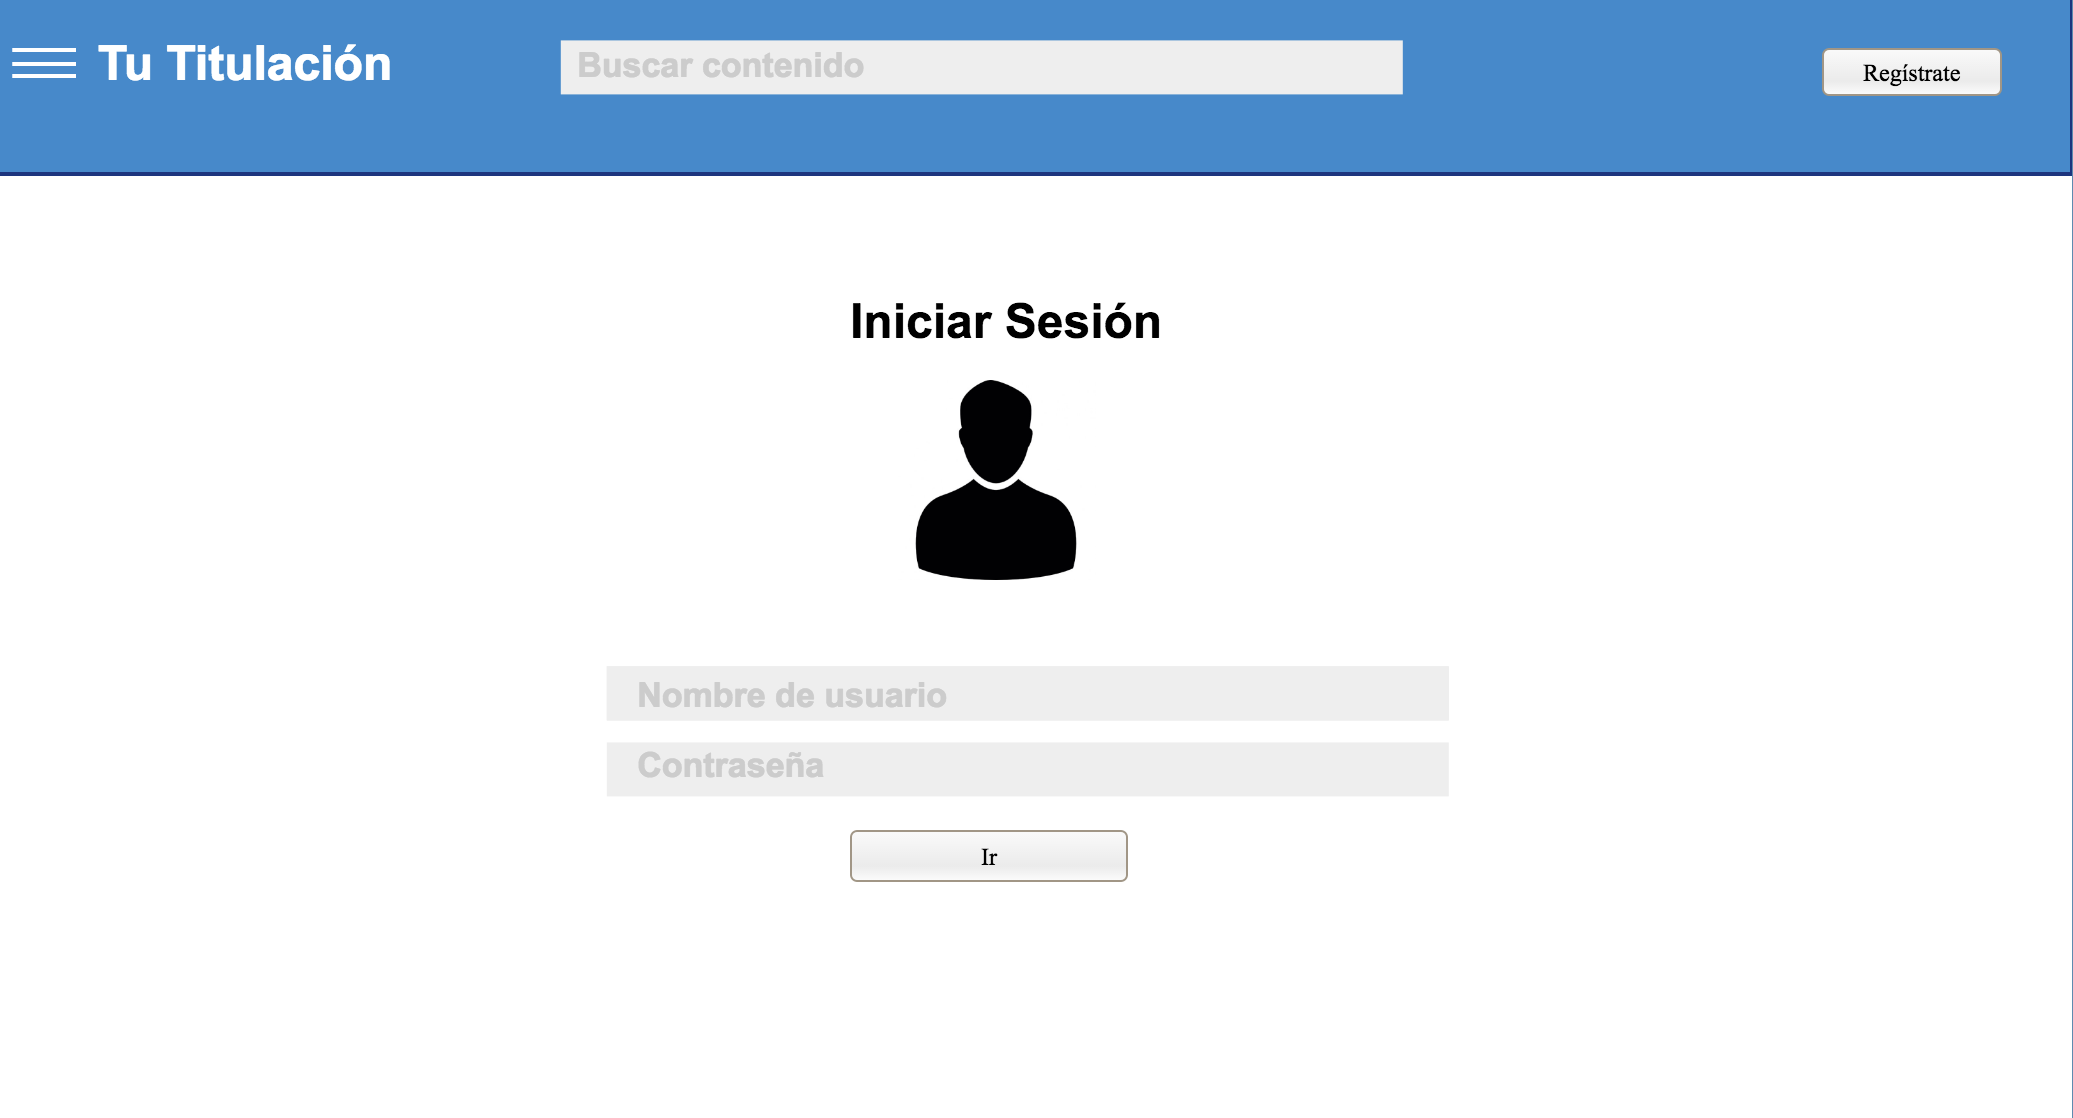 Tu Titulación
Buscar contenido
Regístrate
Iniciar Sesión
Nombre de usuario
Contraseña
Ir